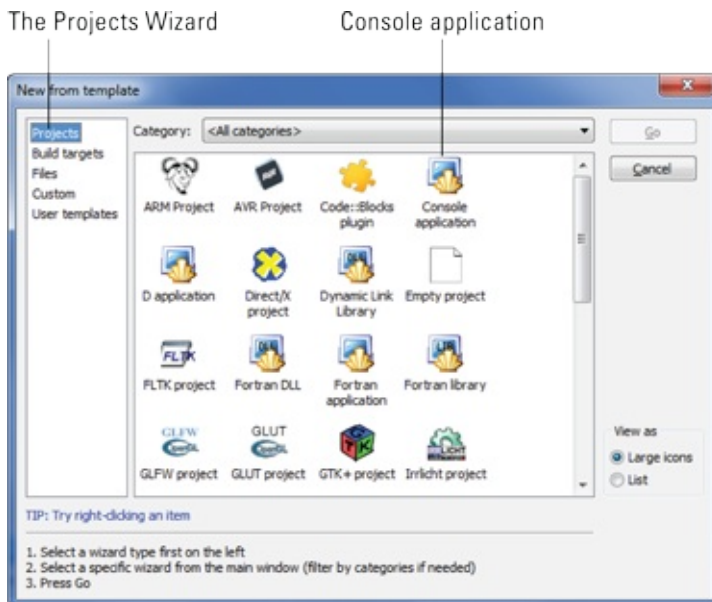 The Projects Wizard Console application
New from template
Projects
Build targets
Files
Custom
User templates
Category: <All categories>
Go
Cancel
ARM Project AVR Project Code::Blocks plugin Console application
D application Direct/X project Dynamic Link Library Empty project
FLTK project Fortran DLL Fortran application Fortran library
GLFW project GLUT project GTK+ project Irrlicht project
View as
Large icons
List
TIP: Try right-clicking an item
1. Select a wizard type first on the left
2. Select a specific wizard from the main window (filter by categories if needed)
3. Press Go